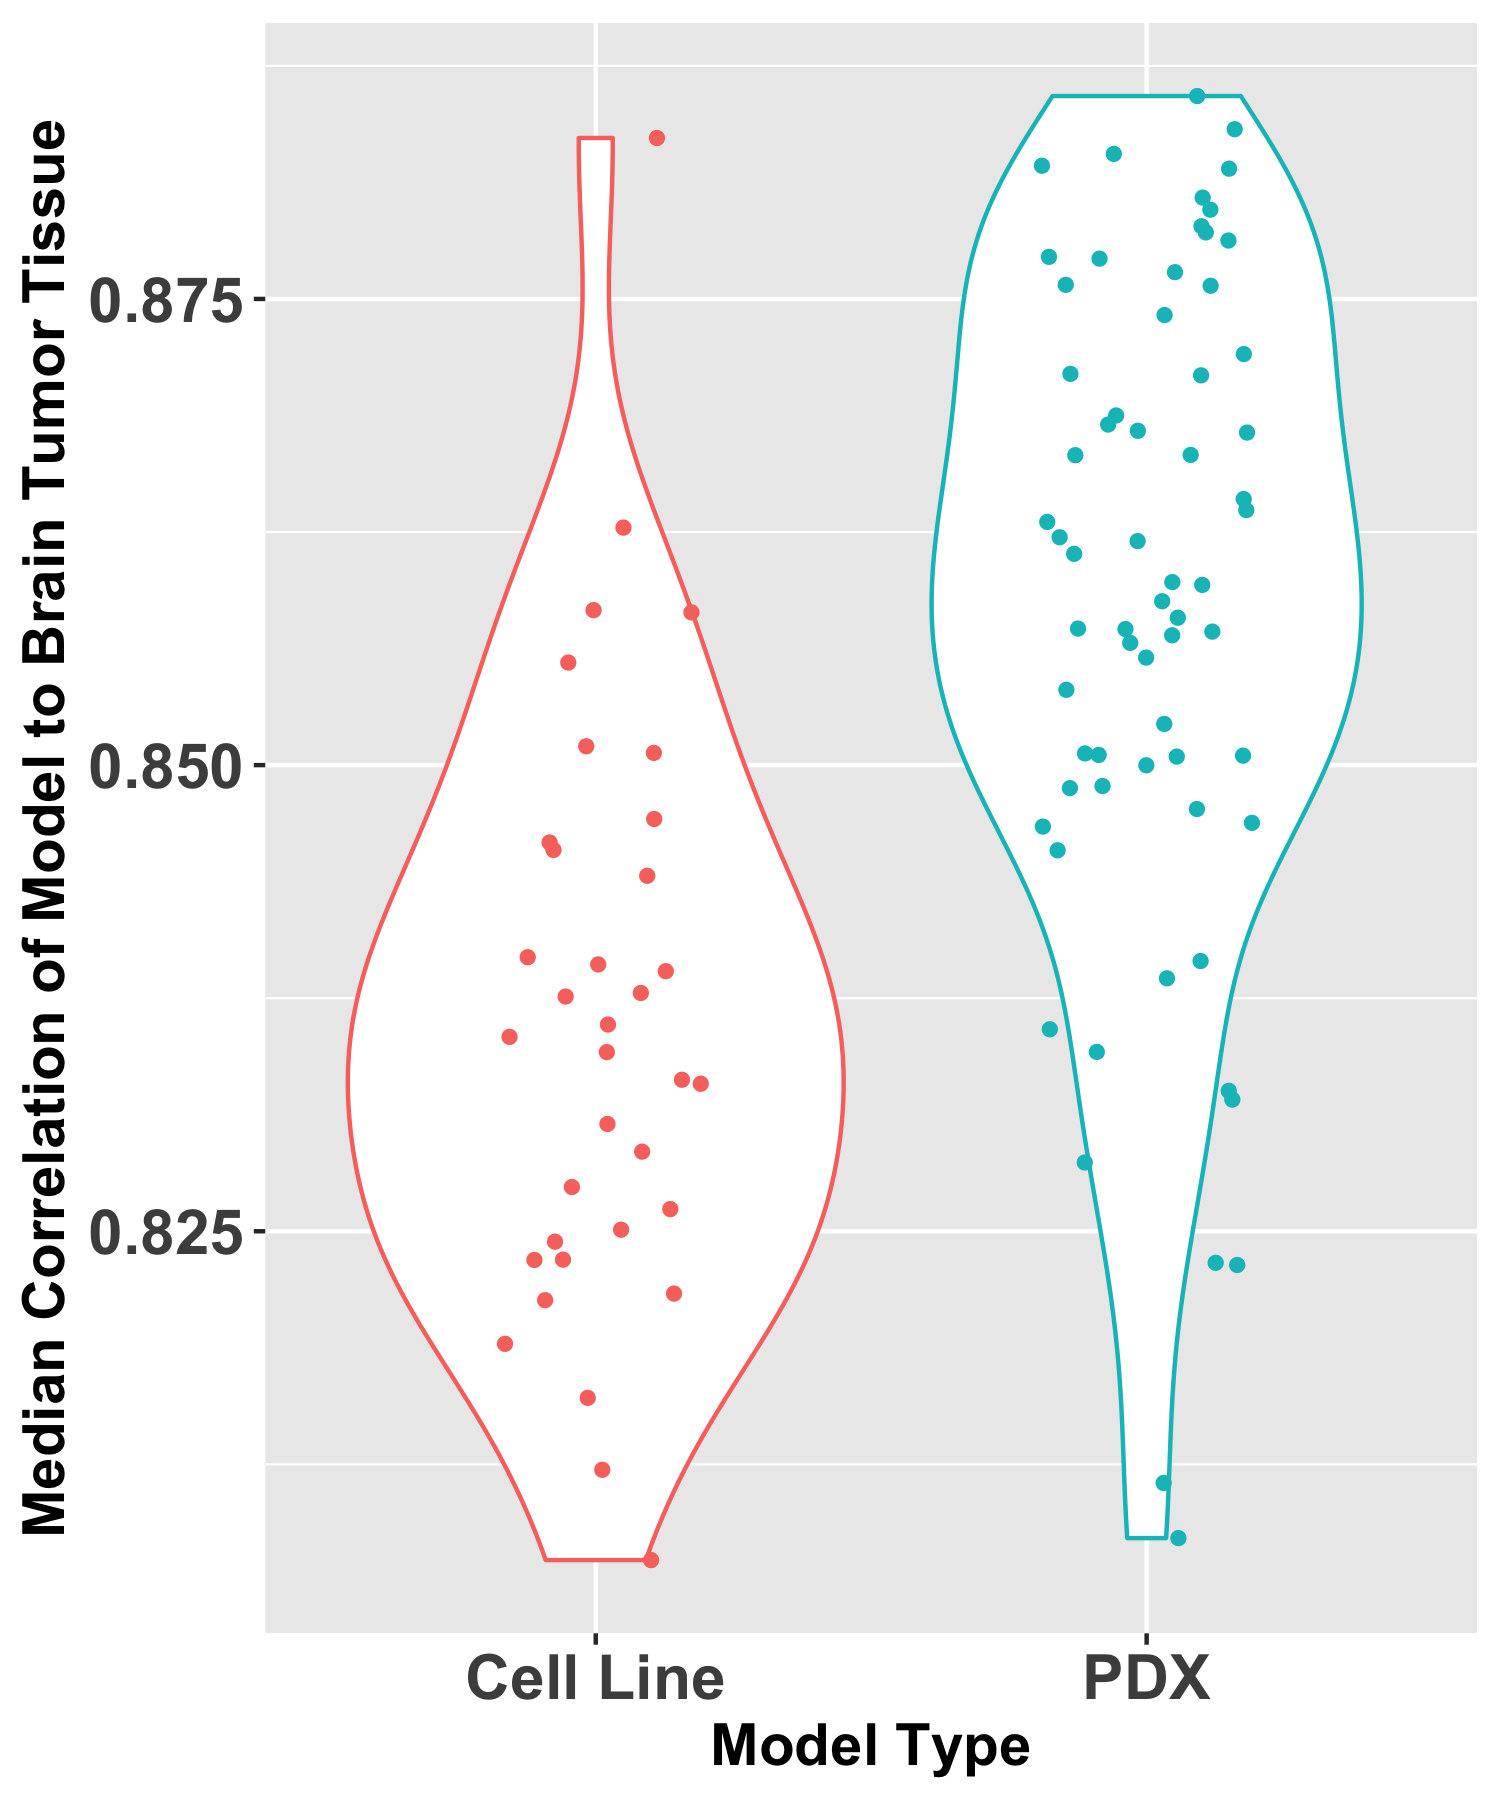 Median Correlation of Model to Brain Tumor Tissue
0.875
0.850
0.825
Cell Line PDX
Model Type